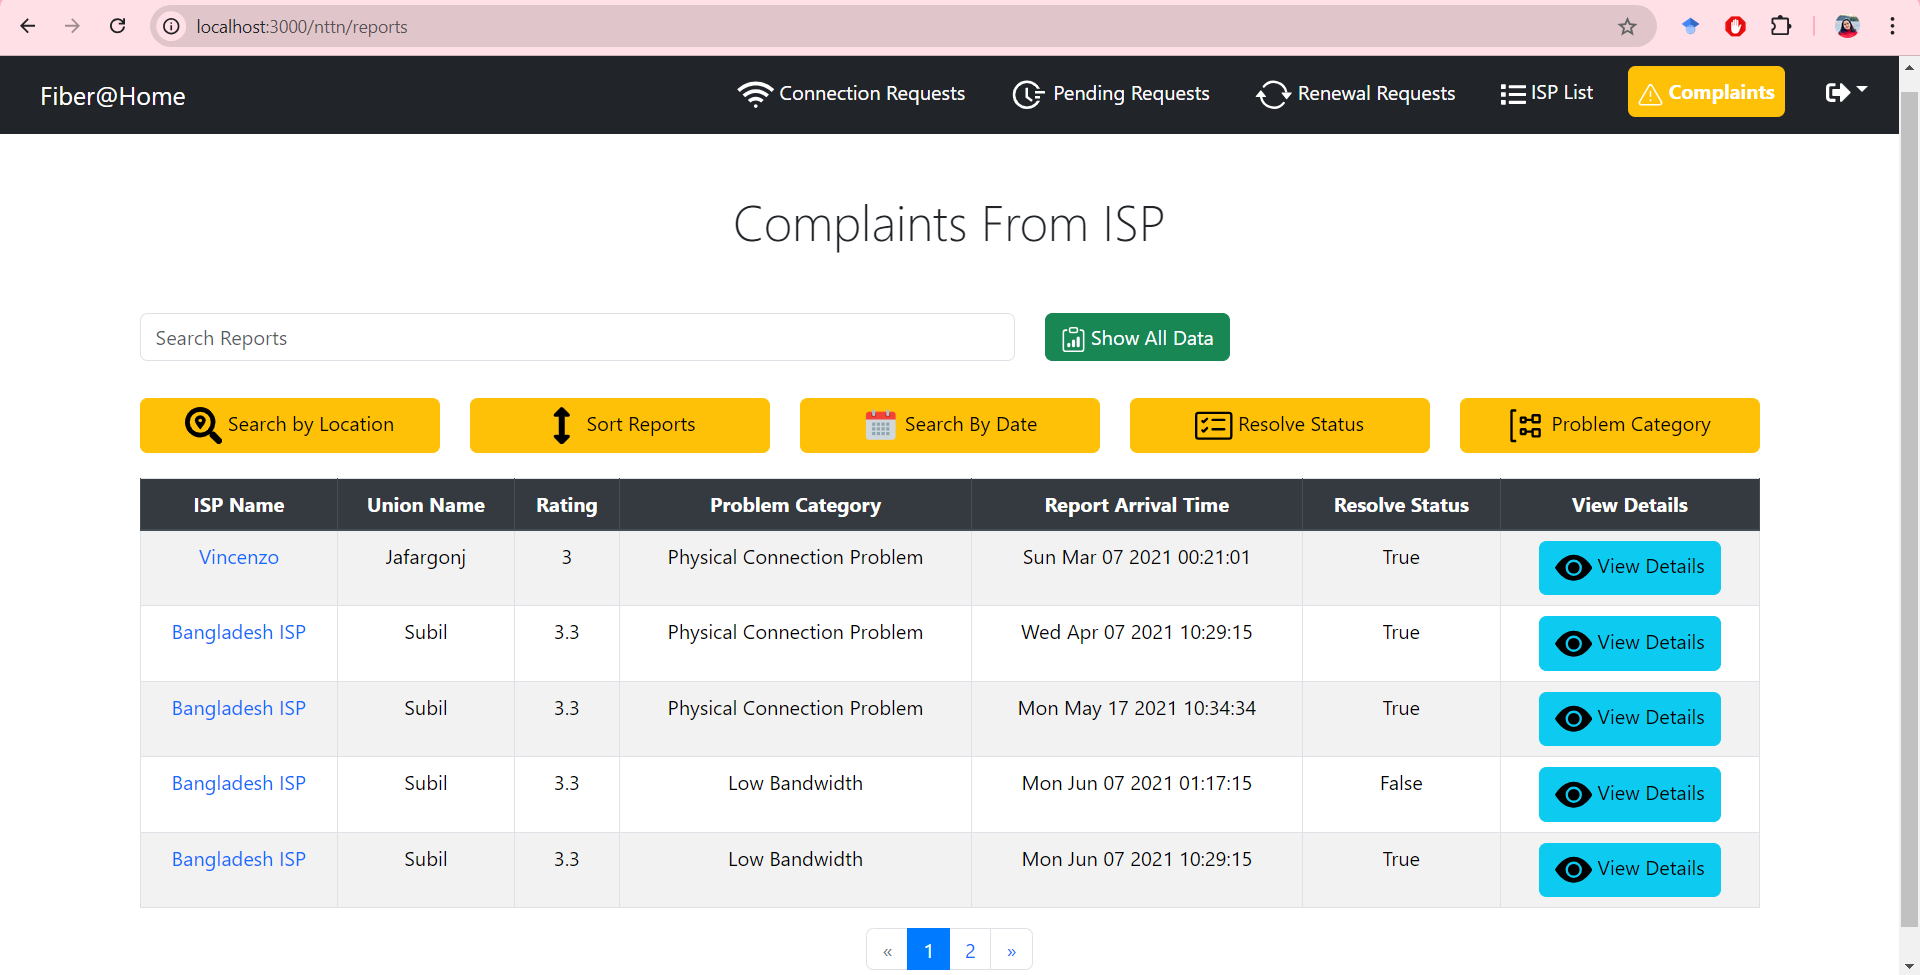 localhost:3000/nttn/reports
Fiber@Home Connection Requests Pending Requests Renewal Requests ISP List Complaints
Complaints From ISP
Search Reports Show All Data
Search by Location Sort Reports Search By Date Resolve Status Problem Category
ISP Name Union Name Rating Problem Category Report Arrival Time Resolve Status View Details
Vincenzo Jafargonj 3 Physical Connection Problem Sun Mar 07 2021 00:21:01 True View Details
Bangladesh ISP Subil 3.3 Physical Connection Problem Wed Apr 07 2021 10:29:15 True View Details
Bangladesh ISP Subil 3.3 Physical Connection Problem Mon May 17 2021 10:34:34 True View Details
Bangladesh ISP Subil 3.3 Low Bandwidth Mon Jun 07 2021 01:17:15 False View Details
Bangladesh ISP Subil 3.3 Low Bandwidth Mon Jun 07 2021 10:29:15 True View Details
« 1 2 »